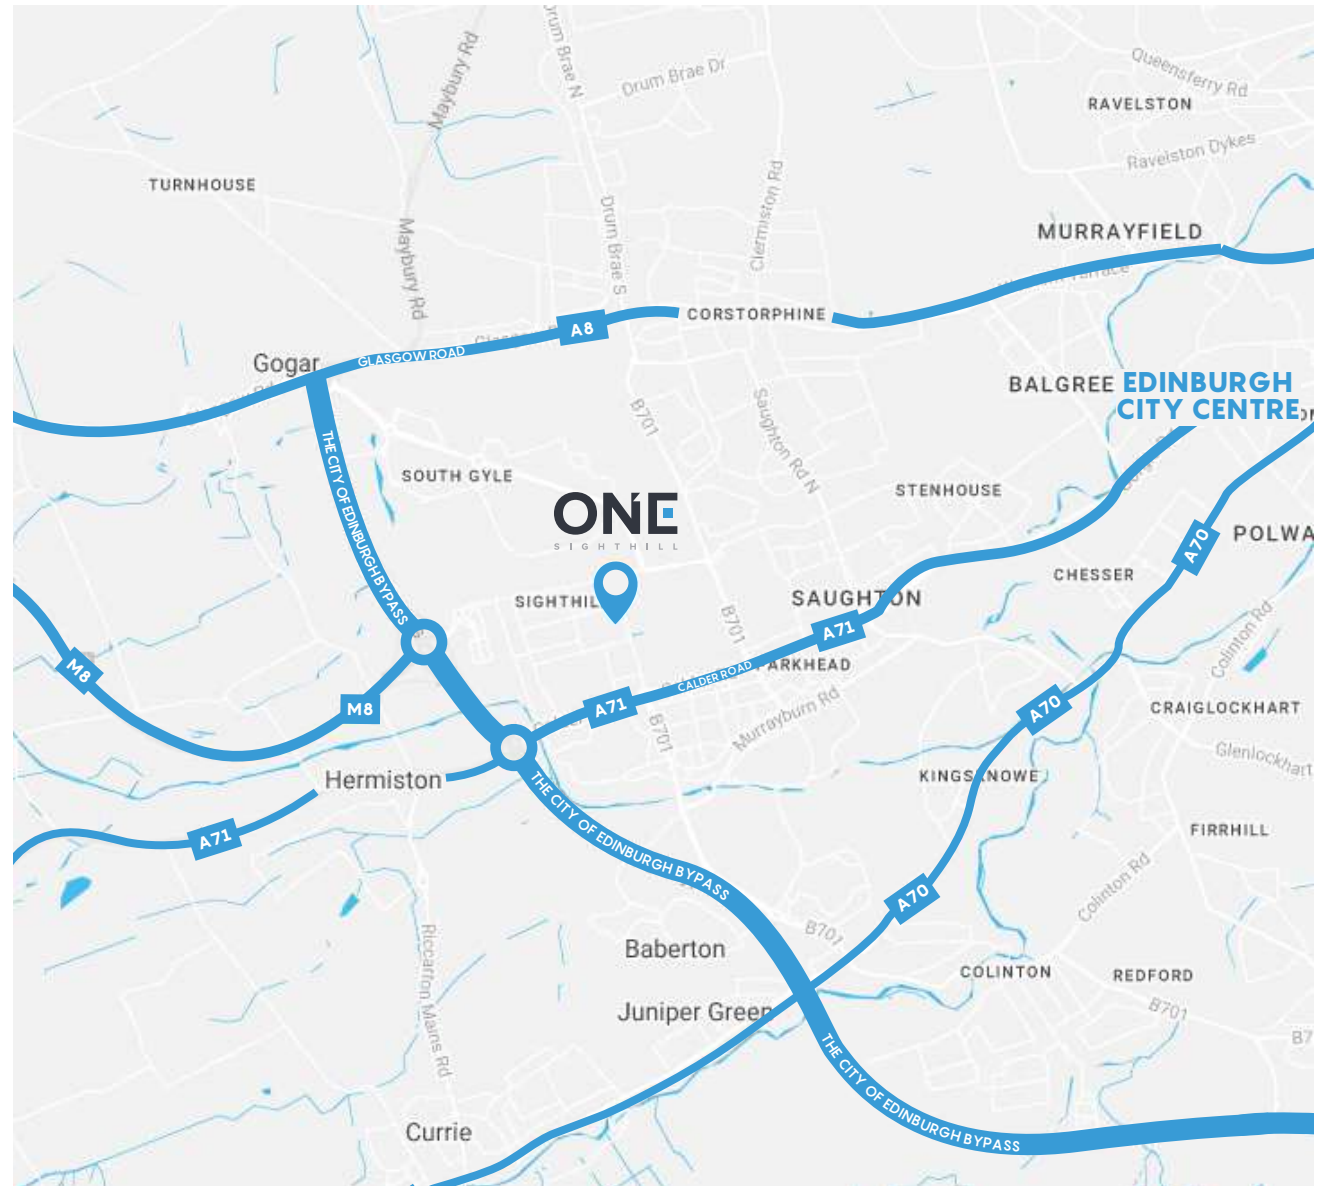 Maybury Rd
Drum Brae N
Drum Brae Dr
Queensferry Rd
RAVELSTON
Ravelston Dykes
TURNHOUSE
Maybury Rd
Drum Brae S
Clermiston Rd
MURRAYFIELD
CORSTORPHINE
A8
GLASGOW ROAD
Gogar
BALGREE
EDINBURGH
CITY CENTRE
B701
Saughton Rd N
THE CITY OF EDINBURGH BYPASS
SOUTH GYLE
STENHOUSE
ONE
SIGHTHILL
A70
POLWA
CHESSER
SIGHTHIL
SAUGHTON
B701
A71
Colinton Rd
M8
CALDER ROAD
PARKHEAD
M8
A71
B701
Murrayburn Rd
A70
CRAIGLOCKHART
Glenlockhart
Hermiston
KINGSKNOWE
A71
THE CITY OF EDINBURGH BYPASS
FIRRHILL
A70
Colinton Rd
Riccarton Mains Rd
B701
Baberton
COLINTON
REDFORD
Juniper Green
B701
B7
THE CITY OF EDINBURGH BYPASS
Currie